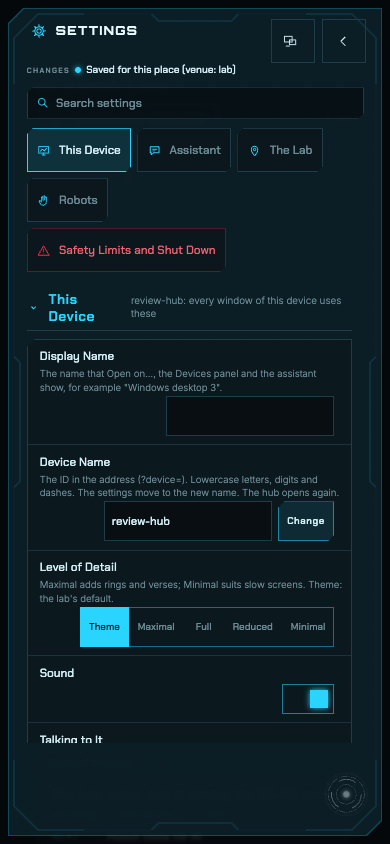 SETTINGS
CHANGES Saved for this place (venue: lab)
Search settings
This Device
Assistant
The Lab
Robots
Safety Limits and Shut Down
This Device
review-hub: every window of this device uses these
Display Name
The name that Open on..., the Devices panel and the assistant
show, for example "Windows desktop 3".
Device Name
The ID in the address (?device=). Lowercase letters, digits and
dashes. The settings move to the new name. The hub opens again.
review-hub
Change
Level of Detail
Maximal adds rings and verses; Minimal suits slow screens. Theme:
the lab's default.
Theme
Maximal
Full
Reduced
Minimal
Sound
Talking to It